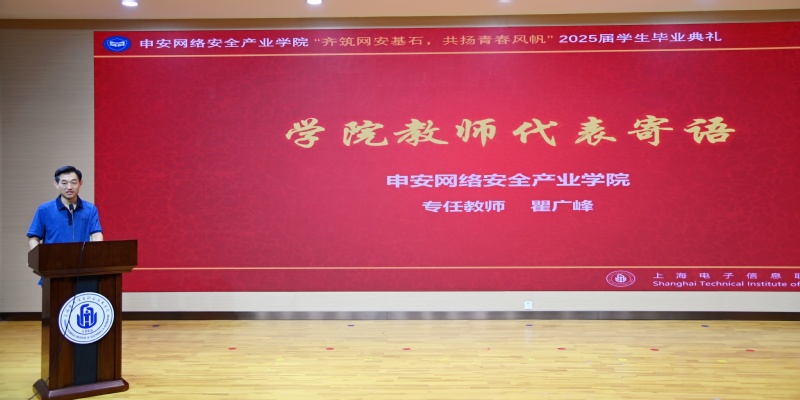 申安网络安全产业学院 “齐筑网安基石，共扬青春风帆” 2025届学生毕业典礼
学院教师代表寄语
申安网络安全产业学院
专任教师 瞿广峰
上海电子信息职
Shanghai Technical Institute of